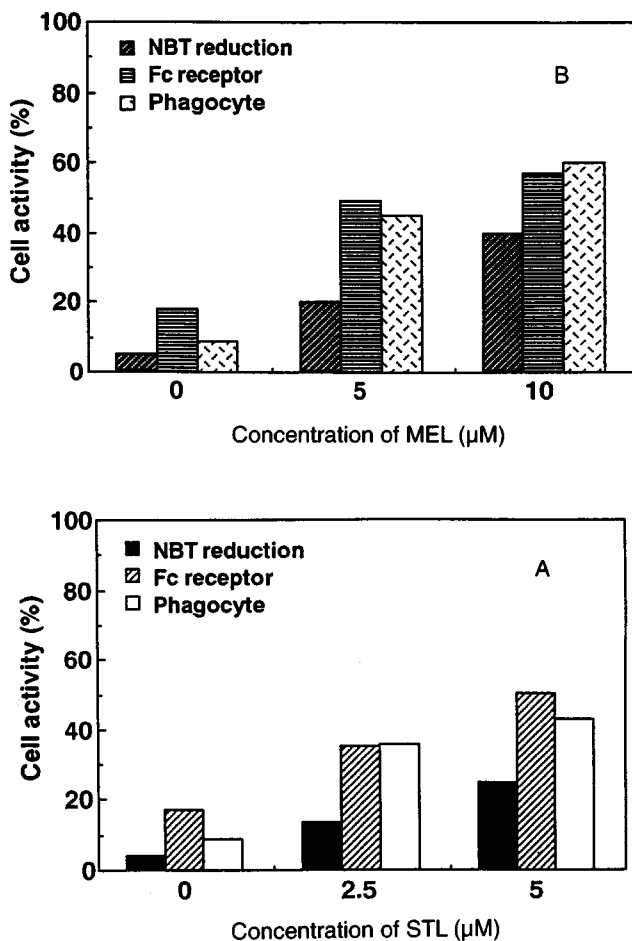 100
80
60
40
20
0
Cell activity (%)
NBT reduction
Fc receptor
Phagocyte
B
0 5 10
Concentration of MEL (µM)
100
80
60
40
20
0
Cell activity (%)
NBT reduction
Fc receptor
Phagocyte
A
0 2.5 5
Concentration of STL (µM)